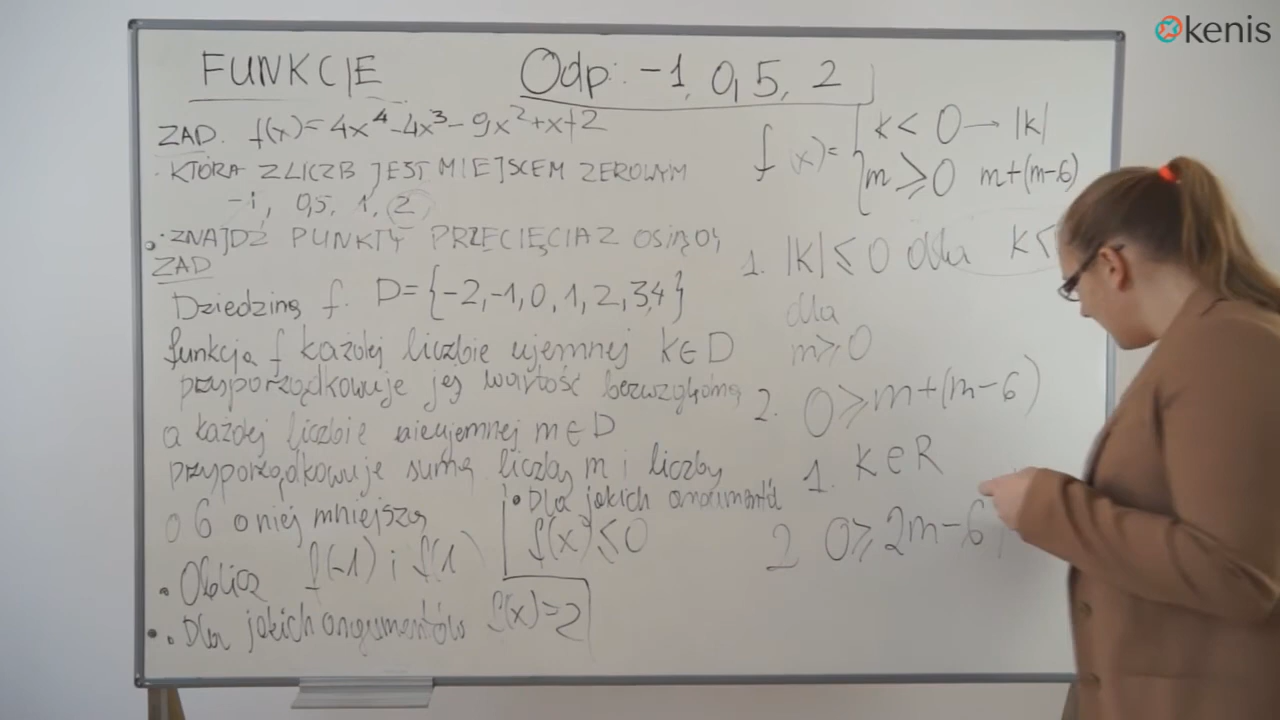 kenis
FUNKCJE
Odp: -1, 0,5, 2
ZAD. f(x)=4x⁴-4x³-9x²+x+2
· KTÓRA Z LICZB JEST MIEJSCEM ZEROWYM
-1, 0,5, 1, 2
· ZNAJDŹ PUNKTY PRZECIĘCIA Z OSIĄ OY
ZAD
Dziedziną f. D={-2,-1,0,1,2,3,4}
funkcja f każdej liczbie ujemnej k∈D
przyporządkowuje jej wartość bezwzględną
a każdej liczbie nieujemnej m∈D
przyporządkowuje sumę liczby m i liczby
o 6 o niej mniejszą
· Oblicz f(-1) i f(1)
· Dla jakich argumentów f(x)=2
· Dla jakich argumentów
f(x)≤0
f(x)={ k<0 → |k|
m≥0 m+(m-6)
1. |k|≤0 dla k<
dla
m≥0
2. 0≥m+(m-6)
1. k∈R
2 0≥2m-6